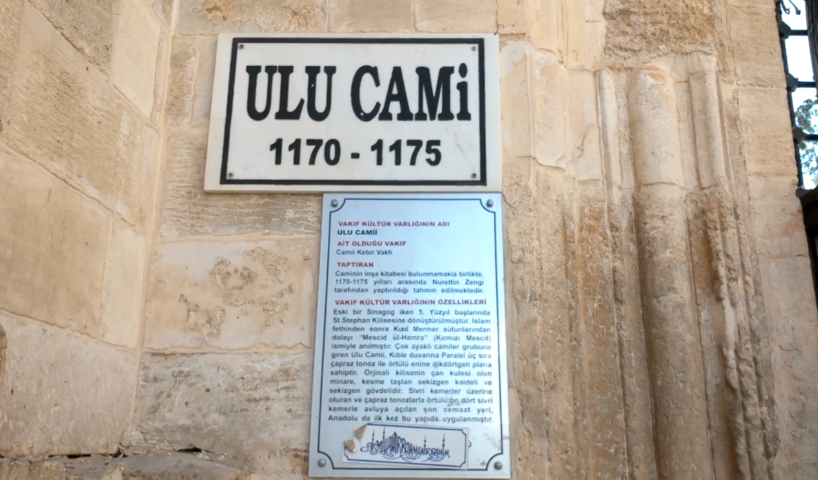 ULU CAMİ
1170 - 1175
VAKIF KÜLTÜR VARLIĞININ ADI
ULU CAMİİ
AİT OLDUĞU VAKIF
Camii Kebir Vakfı
YAPTIRAN
Caminin inşa kitabesi bulunmamakla birlikte,
1170-1175 yılları arasında Nurettin Zengi
tarafından yaptırıldığı tahmin edilmektedir.
VAKIF KÜLTÜR VARLIĞININ ÖZELLİKLERİ
Eski bir Sinagog iken 5. Yüzyıl başlarında
St.Stephan Kilisesine dönüştürülmüştür. İslam
fethinden sonra Kızıl Mermer sütunlarından
dolayı "Mescid ül-Hamra" (Kırmızı Mescit)
ismiyle anılmıştır. Çok ayaklı camiler grubuna
giren Ulu Camii, Kıble duvarına Paralel üç sıra
çapraz tonoz ile örtülü enine dikdörtgen plana
sahiptir. Orjinali kilisenin çan kulesi olan
minare, kesme taştan sekizgen kaideli ve
sekizgen gövdelidir. Sivri kemerler üzerine
oturan ve çapraz tonozlarla örtülü on dört sivri
kemerle avluya açılan son cemaat yeri,
Anadolu da ilk kez bu yapıda uygulanmıştır.